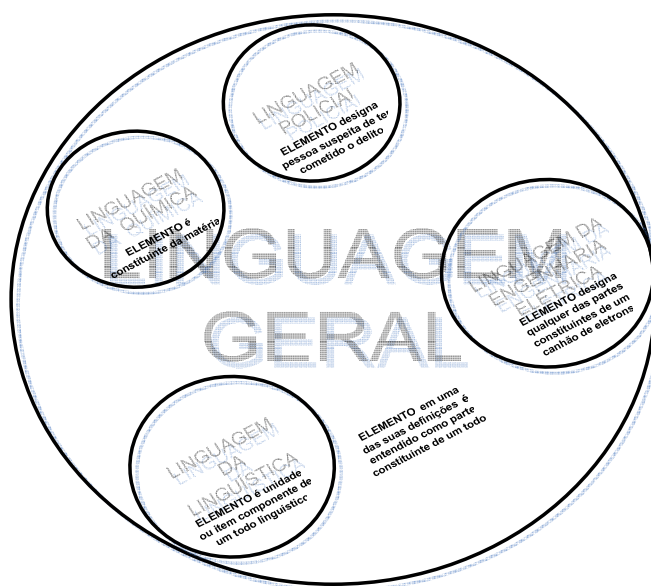 LINGUAGEM
POLICIAL
ELEMENTO designa
pessoa suspeita de ter
cometido o delito
LINGUAGEM
DA QUÍMICA
ELEMENTO é
constituinte da matéria
LINGUAGEM
GERAL
LINGUAGEM DA
ENGENHARIA
ELÉTRICA
ELEMENTO designa
qualquer das partes
constituintes de um
canhão de eletrons
ELEMENTO em uma
das suas definições é
entendido como parte
constituinte de um todo
LINGUAGEM
DA
LINGUÍSTICA
ELEMENTO é unidade
ou item componente de
um todo linguistico